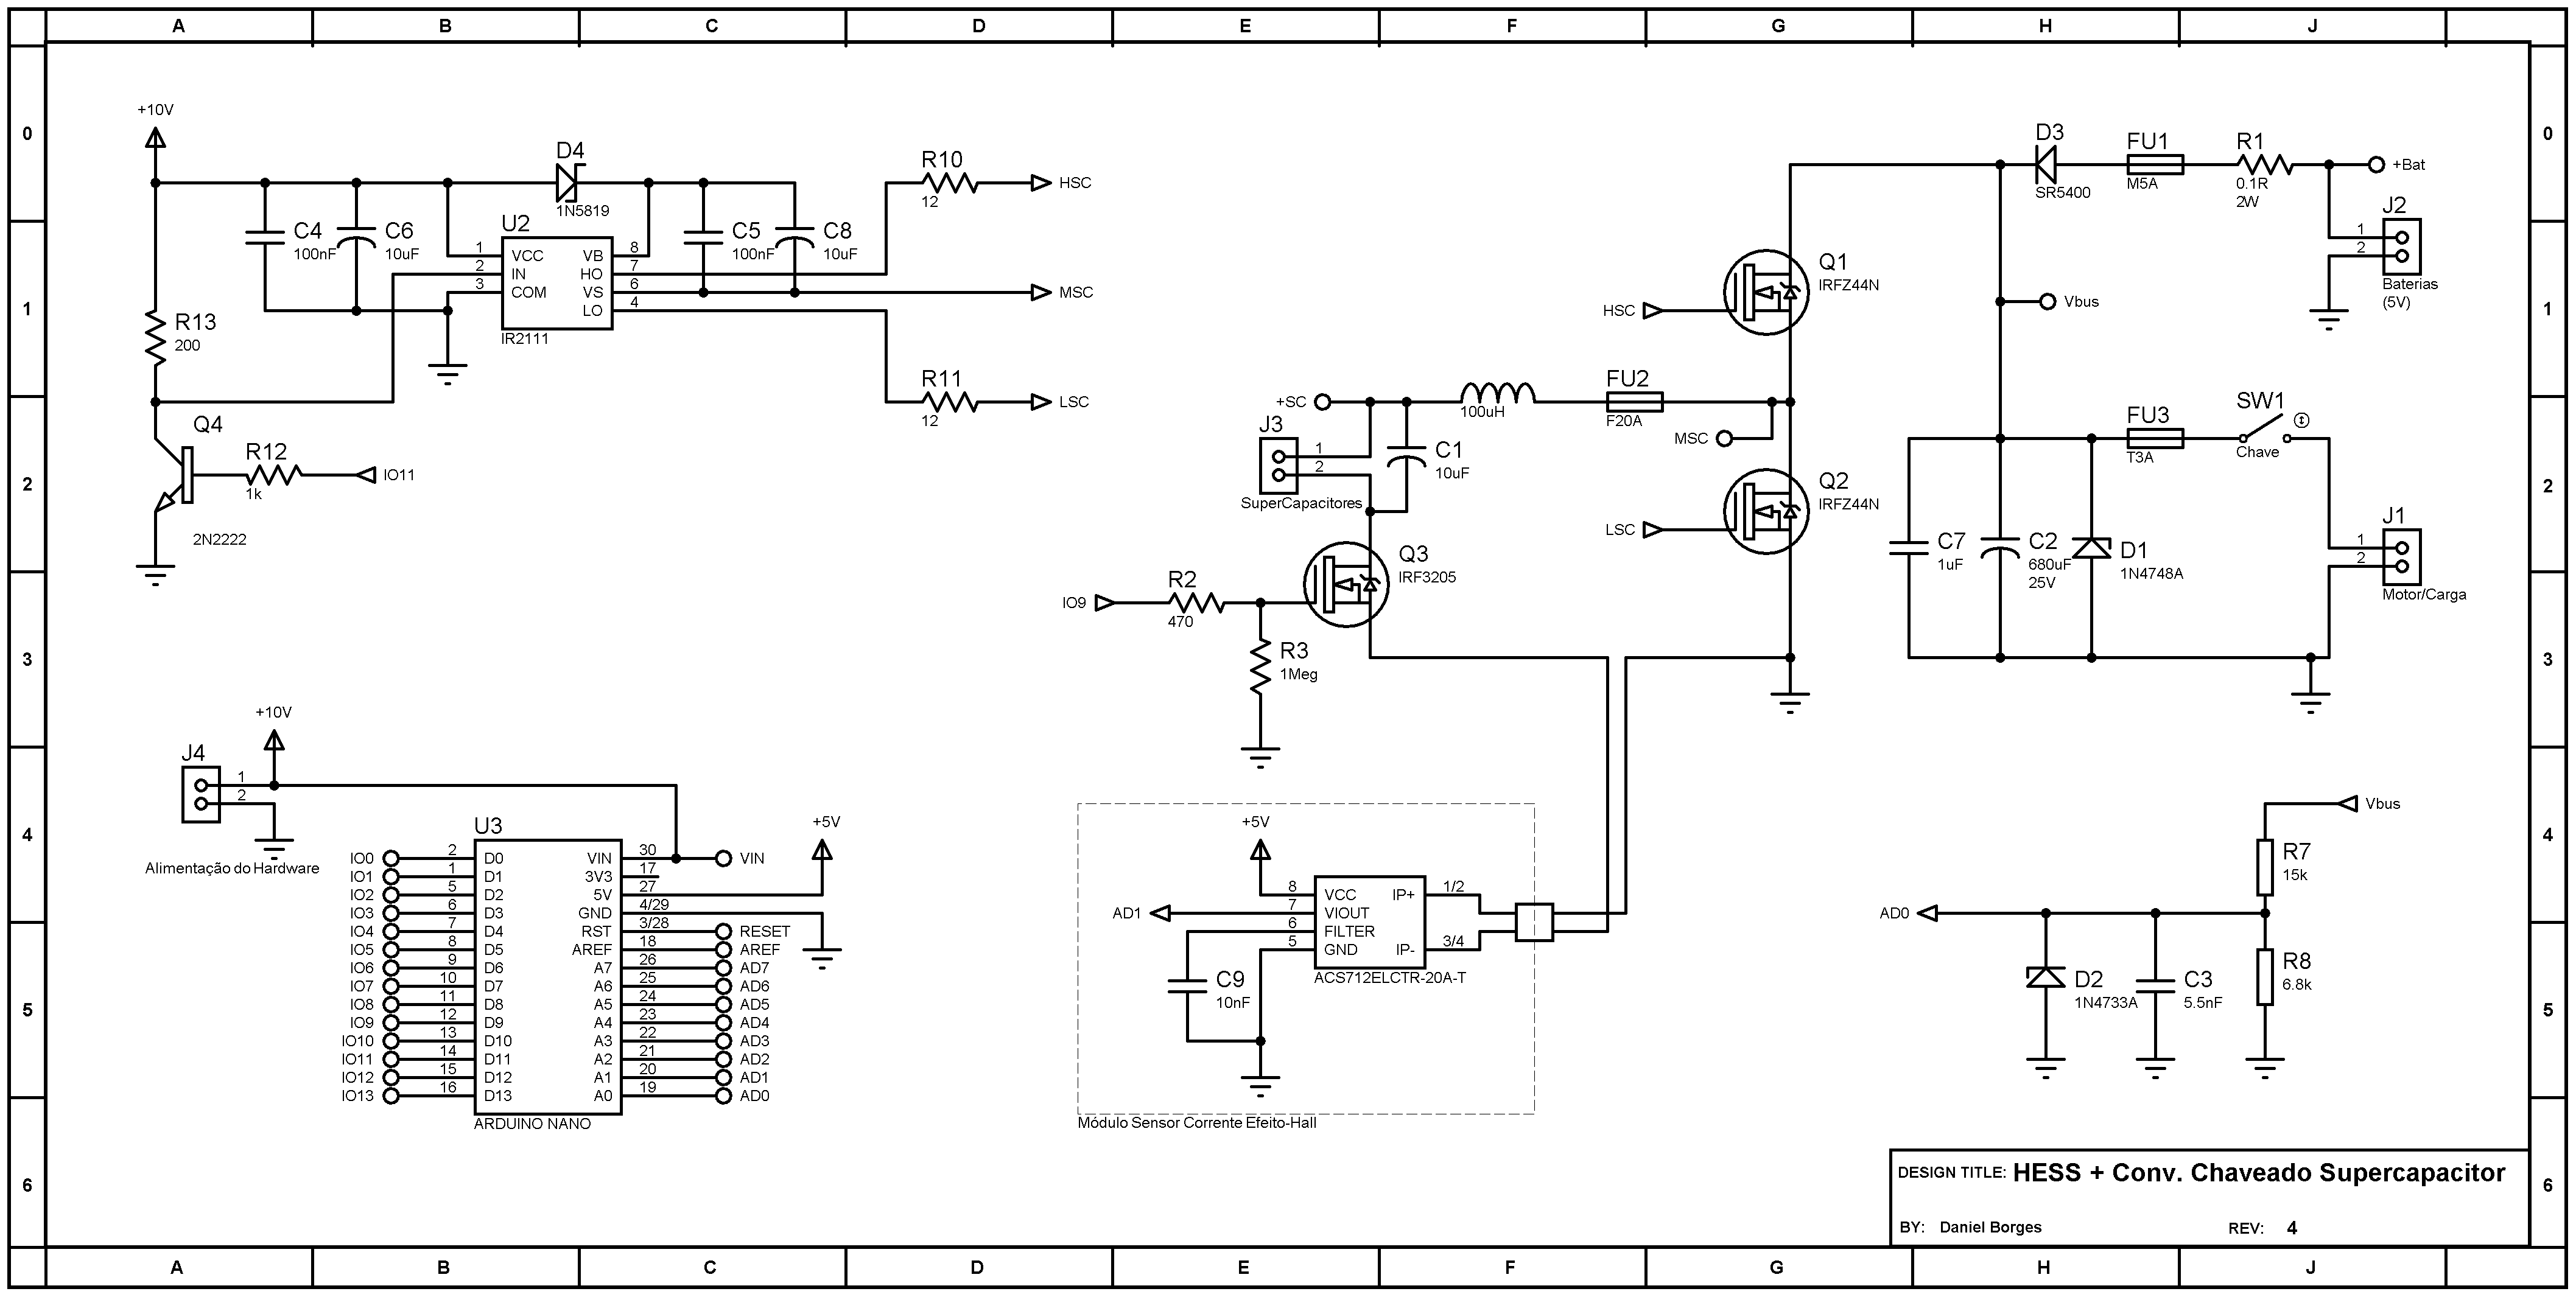 A B C D E F G H J
0 0
1 1
2 2
3 3
4 4
5 5
6 6
+10V
D4
1N5819
C4
100nF
C6
10uF
U2
1 VCC
2 IN
3 COM
VB 8
HO 7
VS 6
LO 4
IR2111
C5
100nF
C8
10uF
R10
12
HSC
MSC
R11
12
LSC
R13
200
Q4
2N2222
R12
1k
IO11
D3
SR5400
FU1
M5A
R1
0.1R
2W
+Bat
J2
1
2
Baterias
(5V)
Q1
IRFZ44N
HSC
Vbus
+SC
100uH
FU2
F20A
MSC
J3
1
2
SuperCapacitores
C1
10uF
Q2
IRFZ44N
LSC
FU3
T3A
SW1
Chave
J1
1
2
Motor/Carga
C7
1uF
C2
680uF
25V
D1
1N4748A
Q3
IRF3205
IO9
R2
470
R3
1Meg
+10V
J4
1
2
Alimentação do Hardware
U3
IO0 2 D0
IO1 1 D1
IO2 5 D2
IO3 6 D3
IO4 7 D4
IO5 8 D5
IO6 9 D6
IO7 10 D7
IO8 11 D8
IO9 12 D9
IO10 13 D10
IO11 14 D11
IO12 15 D12
IO13 16 D13
VIN 30 VIN
3V3 17
5V 27
GND 4/29
RST 3/28 RESET
AREF 18 AREF
A7 26 AD7
A6 25 AD6
A5 24 AD5
A4 23 AD4
A3 22 AD3
A2 21 AD2
A1 20 AD1
A0 19 AD0
+5V
ARDUINO NANO
+5V
AD1
8 VCC
7 VIOUT
6 FILTER
5 GND
IP+ 1/2
IP- 3/4
ACS712ELCTR-20A-T
C9
10nF
Módulo Sensor Corrente Efeito-Hall
Vbus
R7
15k
AD0
D2
1N4733A
C3
5.5nF
R8
6.8k
DESIGN TITLE: HESS + Conv. Chaveado Supercapacitor
BY: Daniel Borges REV: 4
A B C D E F G H J